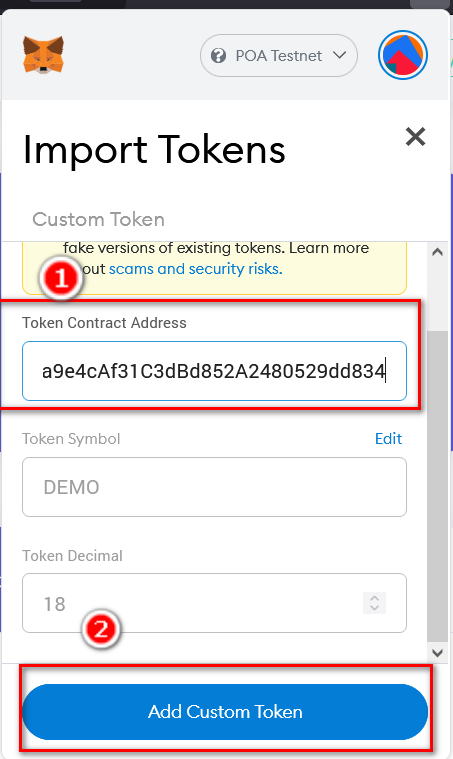 POA Testnet
Import Tokens
Custom Token
fake versions of existing tokens. Learn more
out scams and security risks.
1
Token Contract Address
a9e4cAf31C3dBd852A2480529dd834
Token Symbol Edit
DEMO
Token Decimal
18
2
Add Custom Token